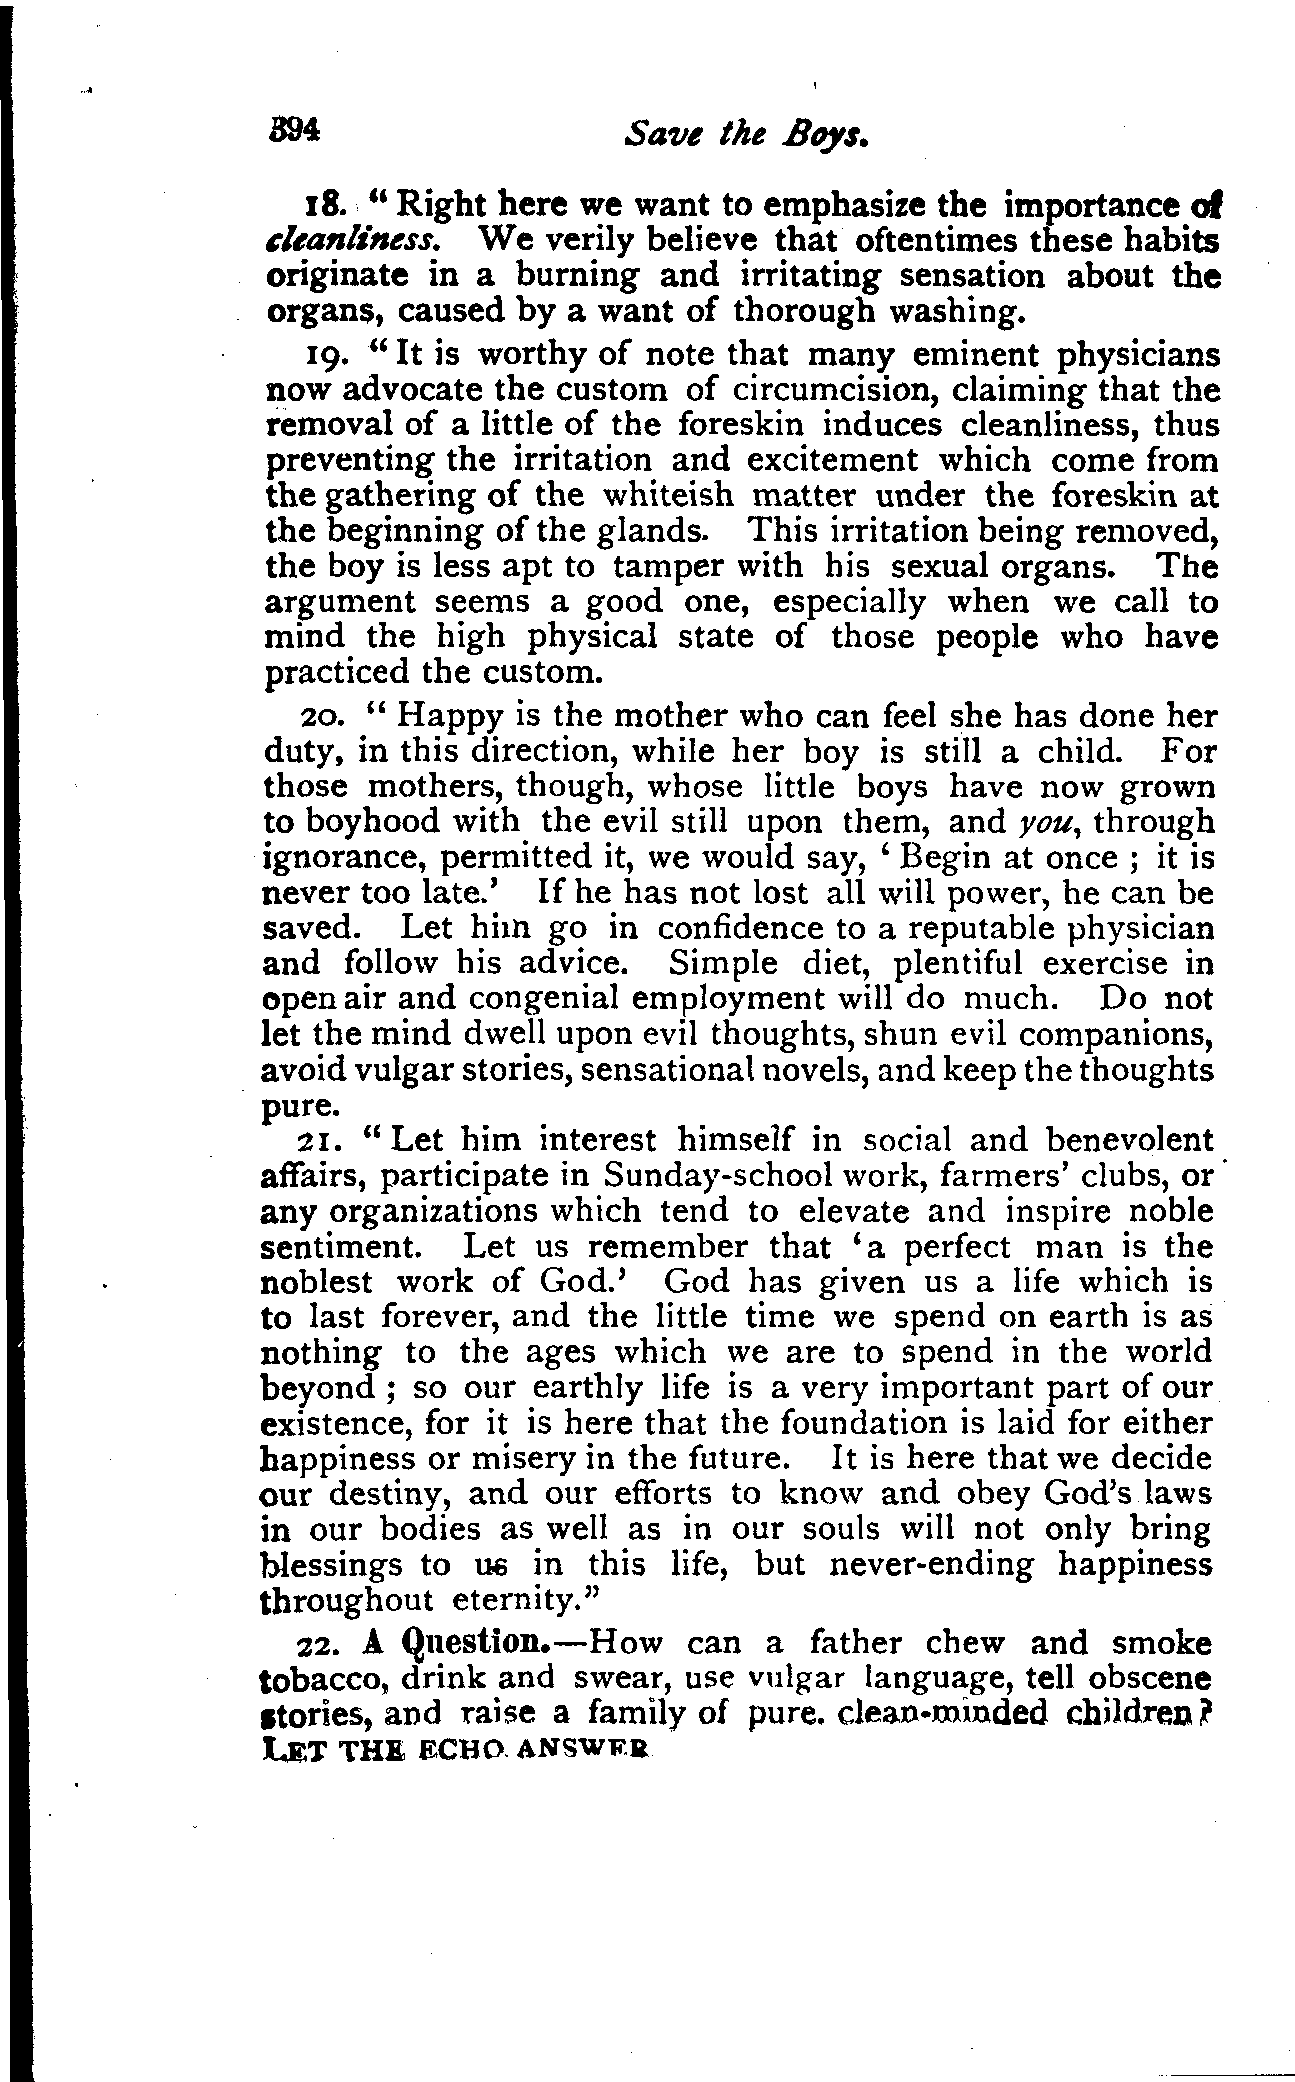 394 Save the Boys.
18. “ Right here we want to emphasize the importance of
cleanliness. We verily believe that oftentimes these habits
originate in a burning and irritating sensation about the
organs, caused by a want of thorough washing.
19. “ It is worthy of note that many eminent physicians
now advocate the custom of circumcision, claiming that the
removal of a little of the foreskin induces cleanliness, thus
preventing the irritation and excitement which come from
the gathering of the whiteish matter under the foreskin at
the beginning of the glands. This irritation being removed,
the boy is less apt to tamper with his sexual organs. The
argument seems a good one, especially when we call to
mind the high physical state of those people who have
practiced the custom.
20. “ Happy is the mother who can feel she has done her
duty, in this direction, while her boy is still a child. For
those mothers, though, whose little boys have now grown
to boyhood with the evil still upon them, and you, through
ignorance, permitted it, we would say, ‘ Begin at once ; it is
never too late.’ If he has not lost all will power, he can be
saved. Let him go in confidence to a reputable physician
and follow his advice. Simple diet, plentiful exercise in
open air and congenial employment will do much. Do not
let the mind dwell upon evil thoughts, shun evil companions,
avoid vulgar stories, sensational novels, and keep the thoughts
pure.
21. “ Let him interest himself in social and benevolent
affairs, participate in Sunday-school work, farmers’ clubs, or
any organizations which tend to elevate and inspire noble
sentiment. Let us remember that ‘ a perfect man is the
noblest work of God.’ God has given us a life which is
to last forever, and the little time we spend on earth is as
nothing to the ages which we are to spend in the world
beyond ; so our earthly life is a very important part of our
existence, for it is here that the foundation is laid for either
happiness or misery in the future. It is here that we decide
our destiny, and our efforts to know and obey God’s laws
in our bodies as well as in our souls will not only bring
blessings to us in this life, but never-ending happiness
throughout eternity.”
22. A Question.—How can a father chew and smoke
tobacco, drink and swear, use vulgar language, tell obscene
stories, and raise a family of pure. clean-minded children?
LET THE ECHO. ANSWER